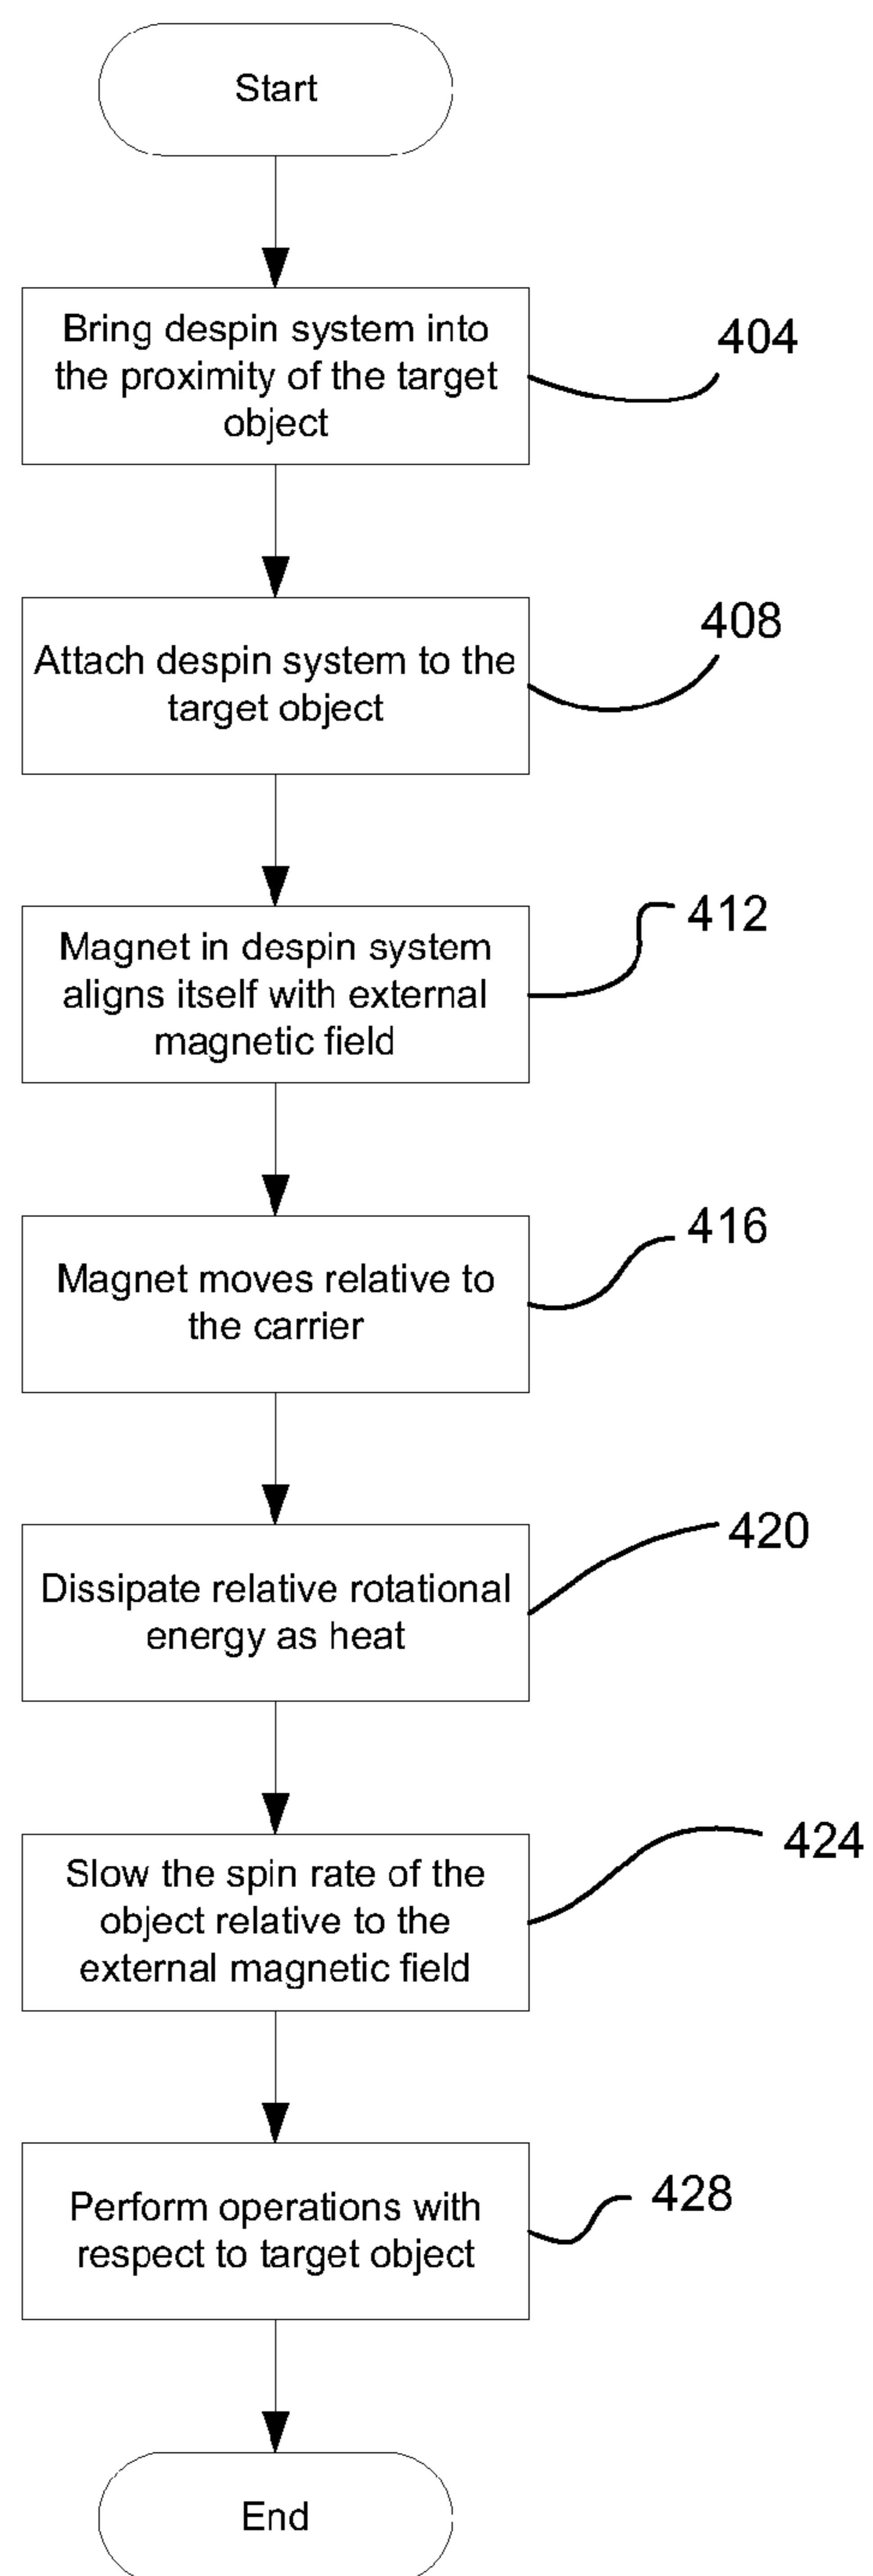 Start
Bring despin system into
the proximity of the target
object
404
Attach despin system to the
target object
408
Magnet in despin system
aligns itself with external
magnetic field
412
Magnet moves relative to
the carrier
416
Dissipate relative rotational
energy as heat
420
Slow the spin rate of the
object relative to the
external magnetic field
424
Perform operations with
respect to target object
428
End